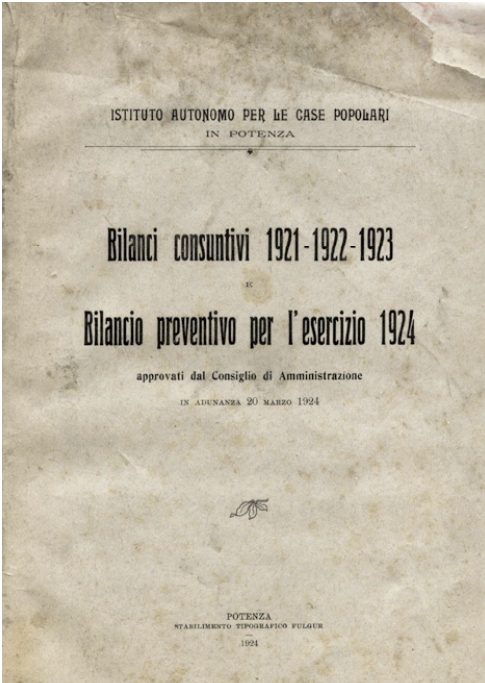 ISTITUTO AUTONOMO PER LE CASE POPOLARI
IN POTENZA
Bilanci consuntivi 1921-1922-1923
E
Bilancio preventivo per l'esercizio 1924
approvati dal Consiglio di Amministrazione
IN ADUNANZA 20 MARZO 1924
POTENZA
STABILIMENTO TIPOGRAFICO FULGUR
1924